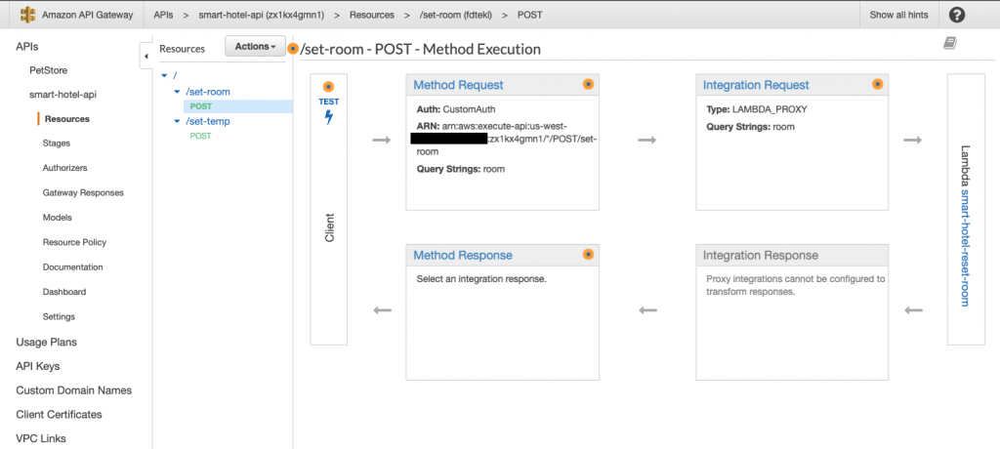 Amazon API Gateway
APIs > smart-hotel-api (zx1kx4gmn1) > Resources > /set-room (fdtekl) > POST
Show all hints
?
APIs
PetStore
smart-hotel-api
Resources
Stages
Authorizers
Gateway Responses
Models
Resource Policy
Documentation
Dashboard
Settings
Usage Plans
API Keys
Custom Domain Names
Client Certificates
VPC Links
Resources
Actions
/
/set-room
POST
/set-temp
POST
/set-room - POST - Method Execution
TEST
Client
Method Request
Auth: CustomAuth
ARN: arn:aws:execute-api:us-west-
:zx1kx4gmn1/*/POST/set-
room
Query Strings: room
Integration Request
Type: LAMBDA_PROXY
Query Strings: room
Lambda smart-hotel-reset-room
Method Response
Select an integration response.
Integration Response
Proxy integrations cannot be configured to
transform responses.